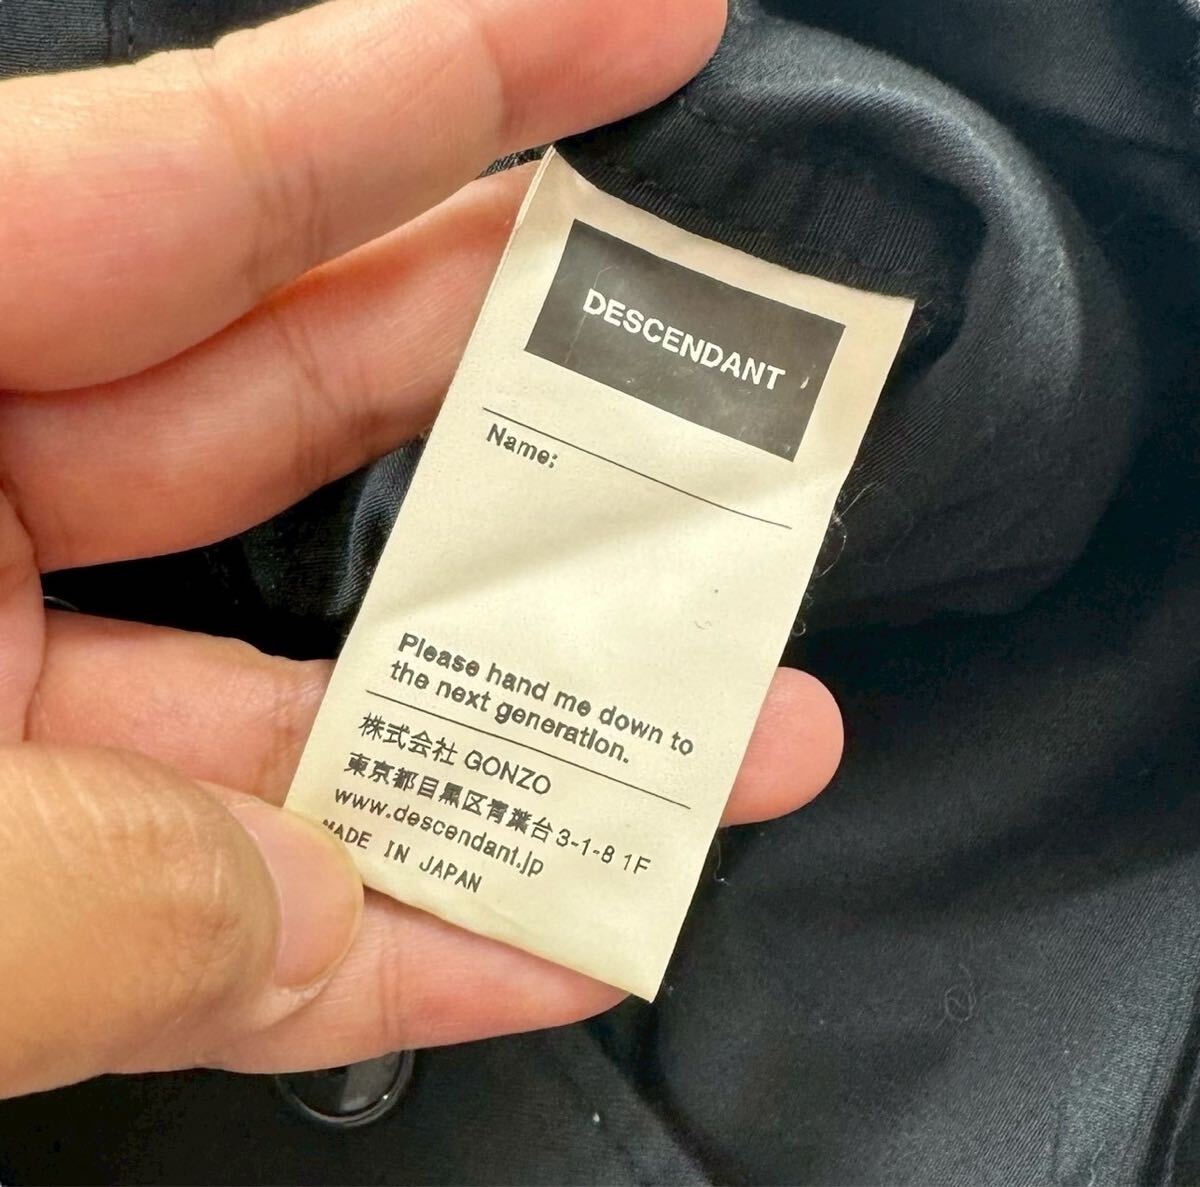 DESCENDANT
Name:
Please hand me down to
the next generation.
株式会社 GONZO
東京都目黒区青葉台3-1-8 1F
www.descendant.jp
MADE IN JAPAN